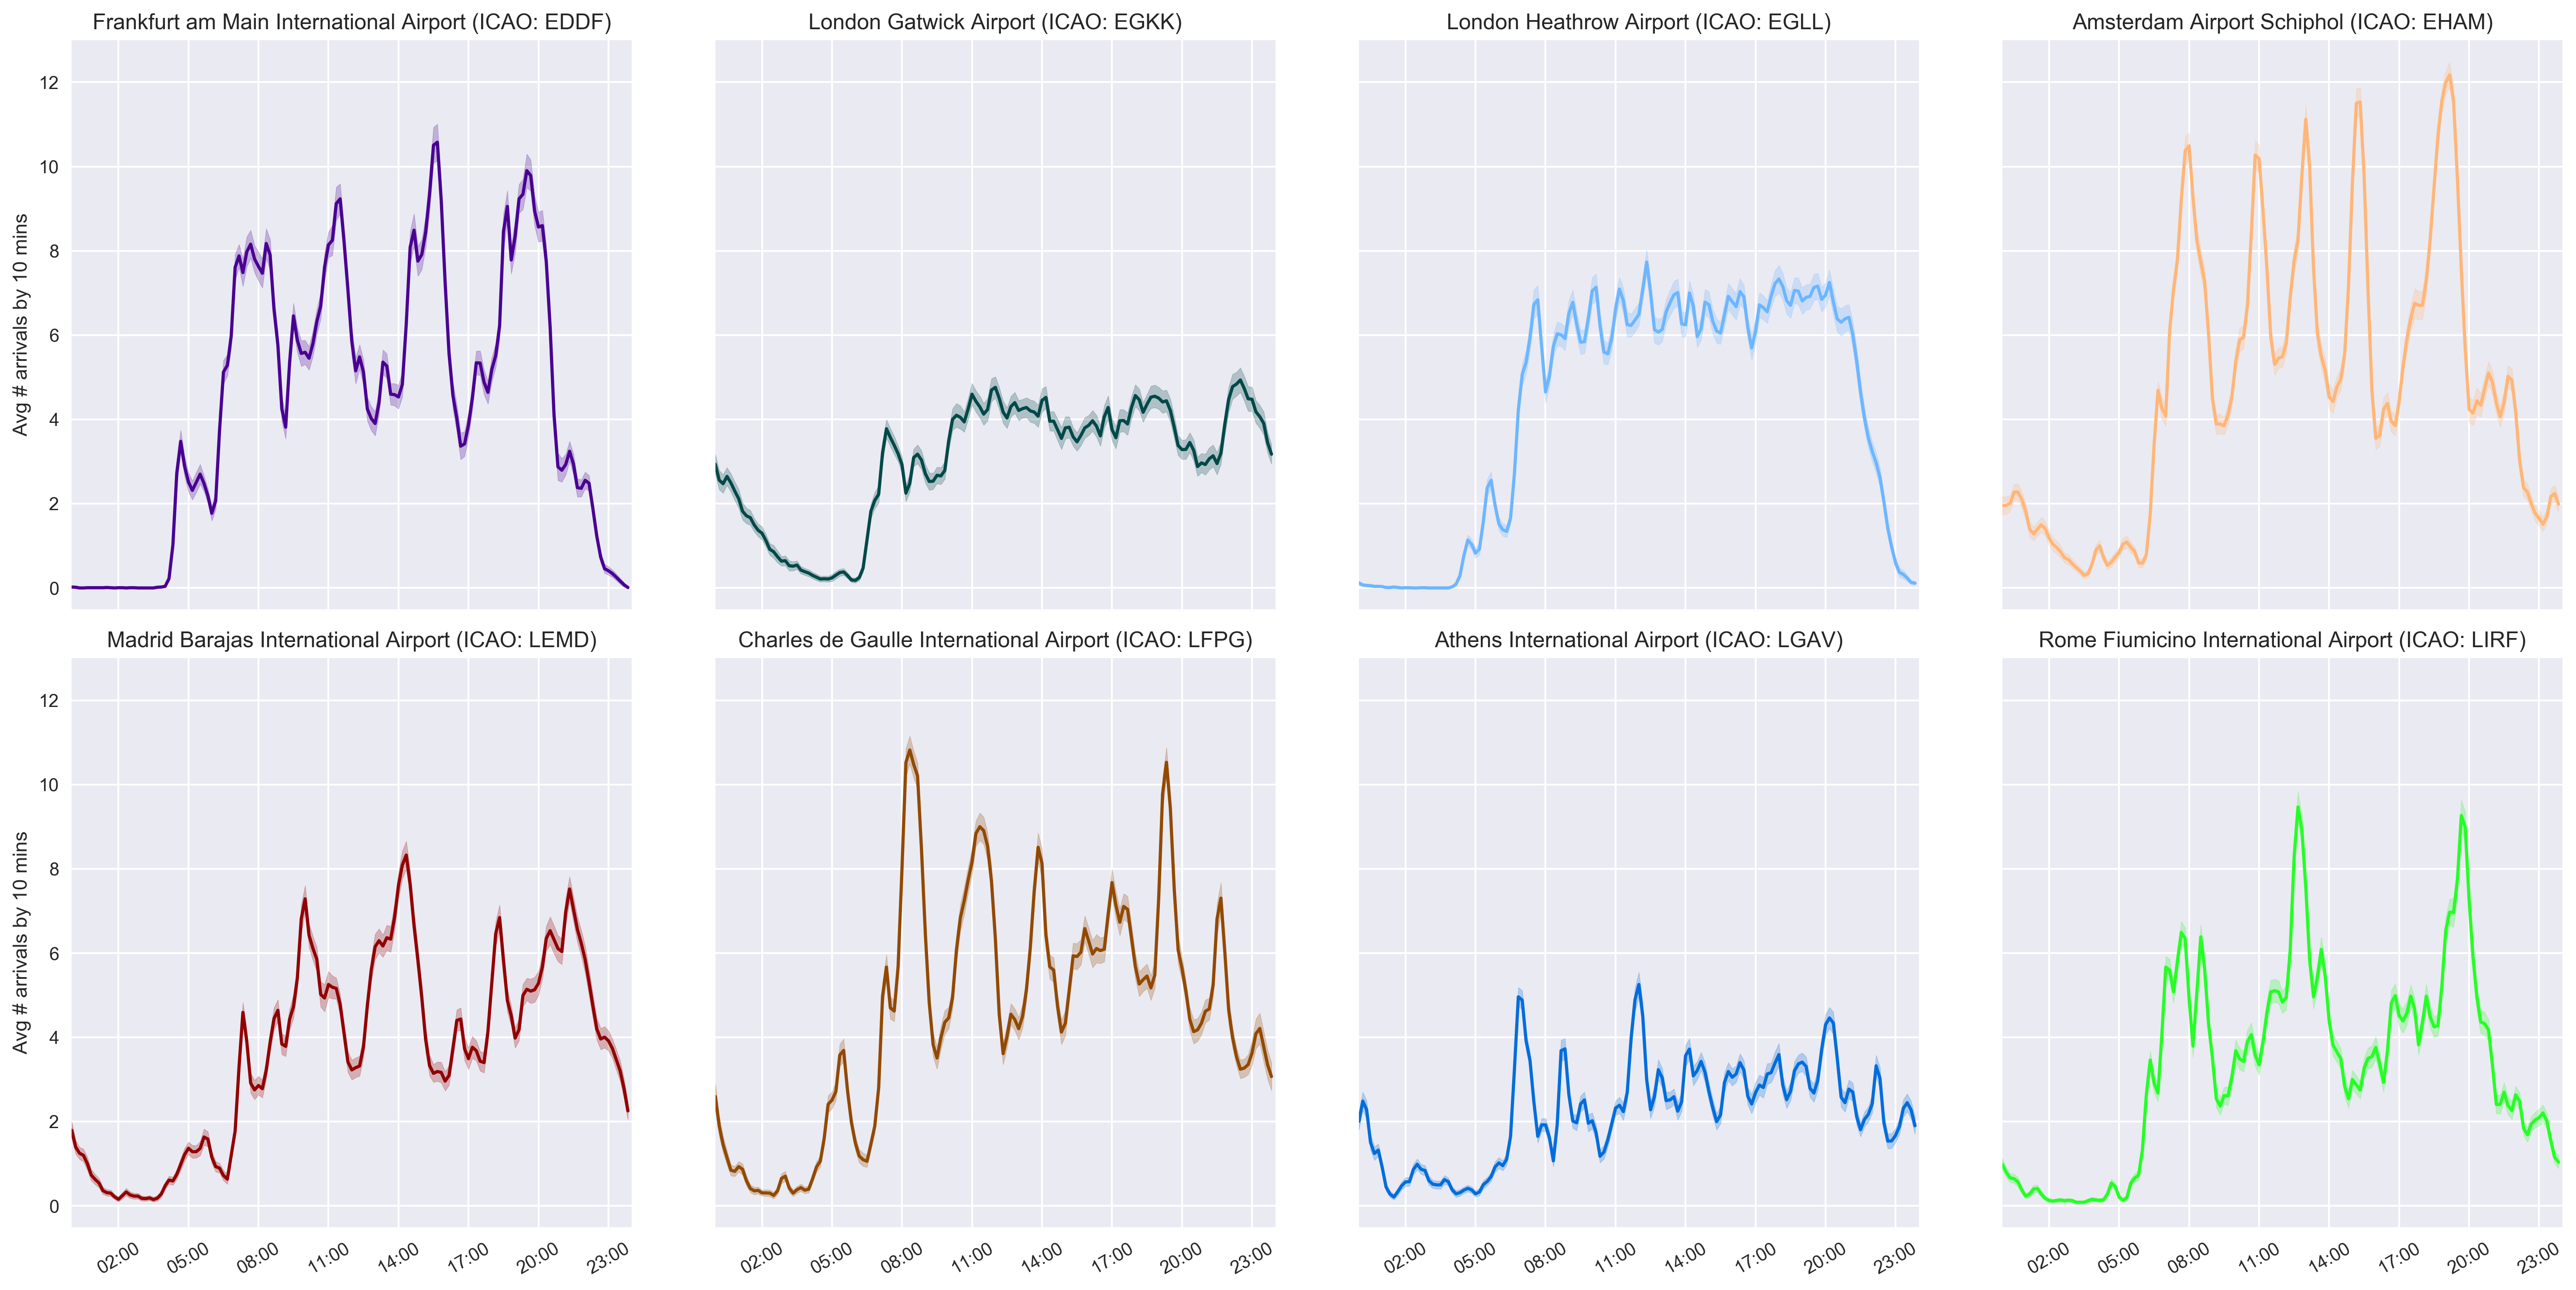 Frankfurt am Main International Airport (ICAO: EDDF)
London Gatwick Airport (ICAO: EGKK)
London Heathrow Airport (ICAO: EGLL)
Amsterdam Airport Schiphol (ICAO: EHAM)
12
10
8
6
4
2
0
Avg # arrivals by 10 mins
Madrid Barajas International Airport (ICAO: LEMD)
Charles de Gaulle International Airport (ICAO: LFPG)
Athens International Airport (ICAO: LGAV)
Rome Fiumicino International Airport (ICAO: LIRF)
12
10
8
6
4
2
0
Avg # arrivals by 10 mins
02:00 05:00 08:00 11:00 14:00 17:00 20:00 23:00
02:00 05:00 08:00 11:00 14:00 17:00 20:00 23:00
02:00 05:00 08:00 11:00 14:00 17:00 20:00 23:00
02:00 05:00 08:00 11:00 14:00 17:00 20:00 23:00